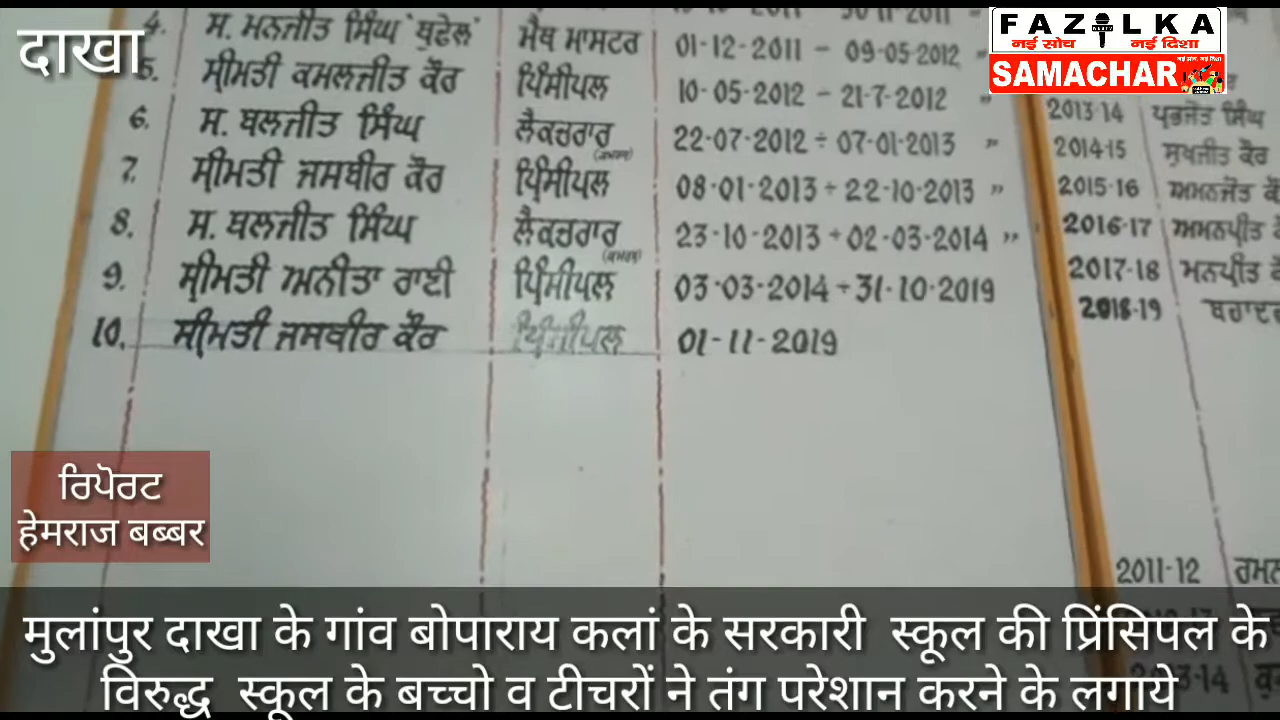 दाखा
FAZILKA
नई सोच नई दिशा
SAMACHAR
4. ਸ. ਮਨਜੀਤ ਸਿੰਘ ਮੈਥ ਮਾਸਟਰ 01-12-2011 - 09-05-2012 "
5. ਸ੍ਰੀਮਤੀ ਕਮਲਜੀਤ ਕੌਰ ਪ੍ਰਿੰਸੀਪਲ 10-05-2012 - 21-7-2012 "
6. ਸ. ਬਲਜੀਤ ਸਿੰਘ ਲੈਕਚਰਾਰ 22-07-2012 ÷ 07-01-2013 "
7. ਸ੍ਰੀਮਤੀ ਜਸਬੀਰ ਕੌਰ ਪ੍ਰਿੰਸੀਪਲ 08-01-2013 ÷ 22-10-2013 "
8. ਸ. ਬਲਜੀਤ ਸਿੰਘ ਲੈਕਚਰਾਰ 23-10-2013 ÷ 02-03-2014 "
9. ਸ੍ਰੀਮਤੀ ਅਨੀਤਾ ਰਾਣੀ ਪ੍ਰਿੰਸੀਪਲ 03-03-2014 ÷ 31-10-2019
10. ਸ੍ਰੀਮਤੀ ਜਸਬੀਰ ਕੌਰ ਪ੍ਰਿੰਸੀਪਲ 01-11-2019
2013-14 ਪ੍ਰਭਜੋਤ ਸਿੰਘ
2014-15 ਸੁਖਜੀਤ ਕੌਰ
2015-16 ਅਮਨਜੋਤ
2016-17 ਅਮਨਪ੍ਰੀਤ
2017-18 ਮਨਪ੍ਰੀਤ
2018-19
2011-12
ਰਿਪੋਰਟ
हेमराज बब्बर
मुलांपुर दाखा के गांव बोपाराय कलां के सरकारी स्कूल की प्रिंसिपल के
विरुद्ध स्कूल के बच्चो व टीचरों ने तंग परेशान करने के लगाये